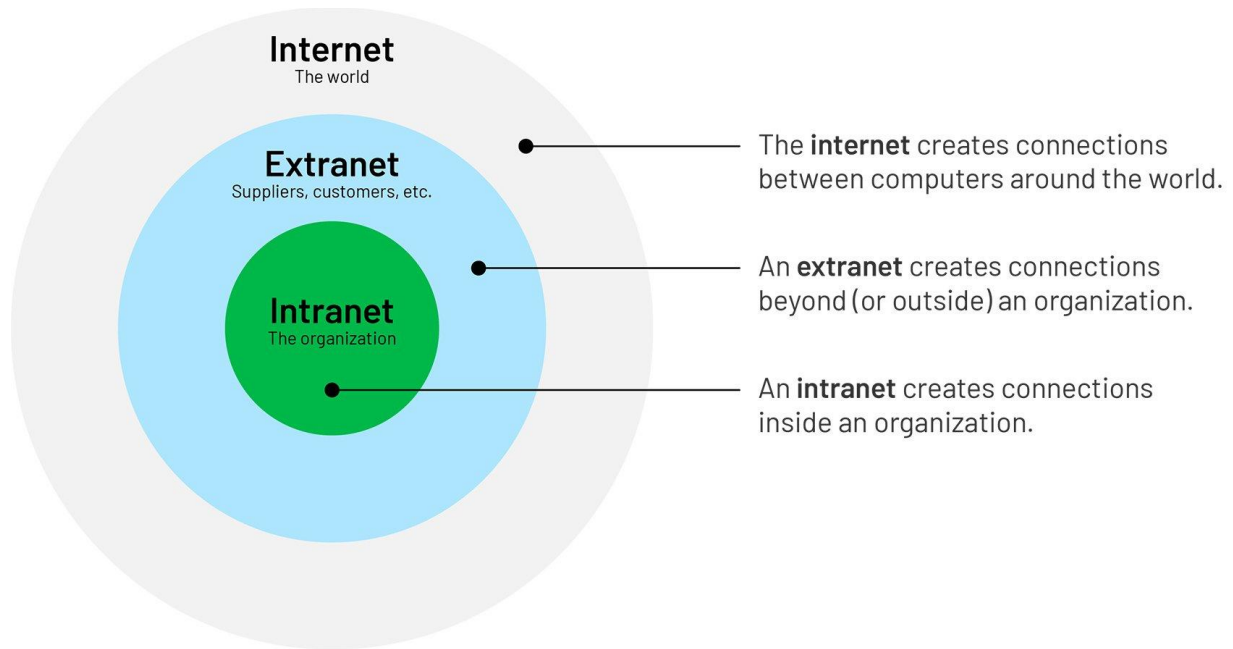 Internet
The world
Extranet
Suppliers, customers, etc.
Intranet
The organization
The internet creates connections
between computers around the world.
An extranet creates connections
beyond (or outside) an organization.
An intranet creates connections
inside an organization.